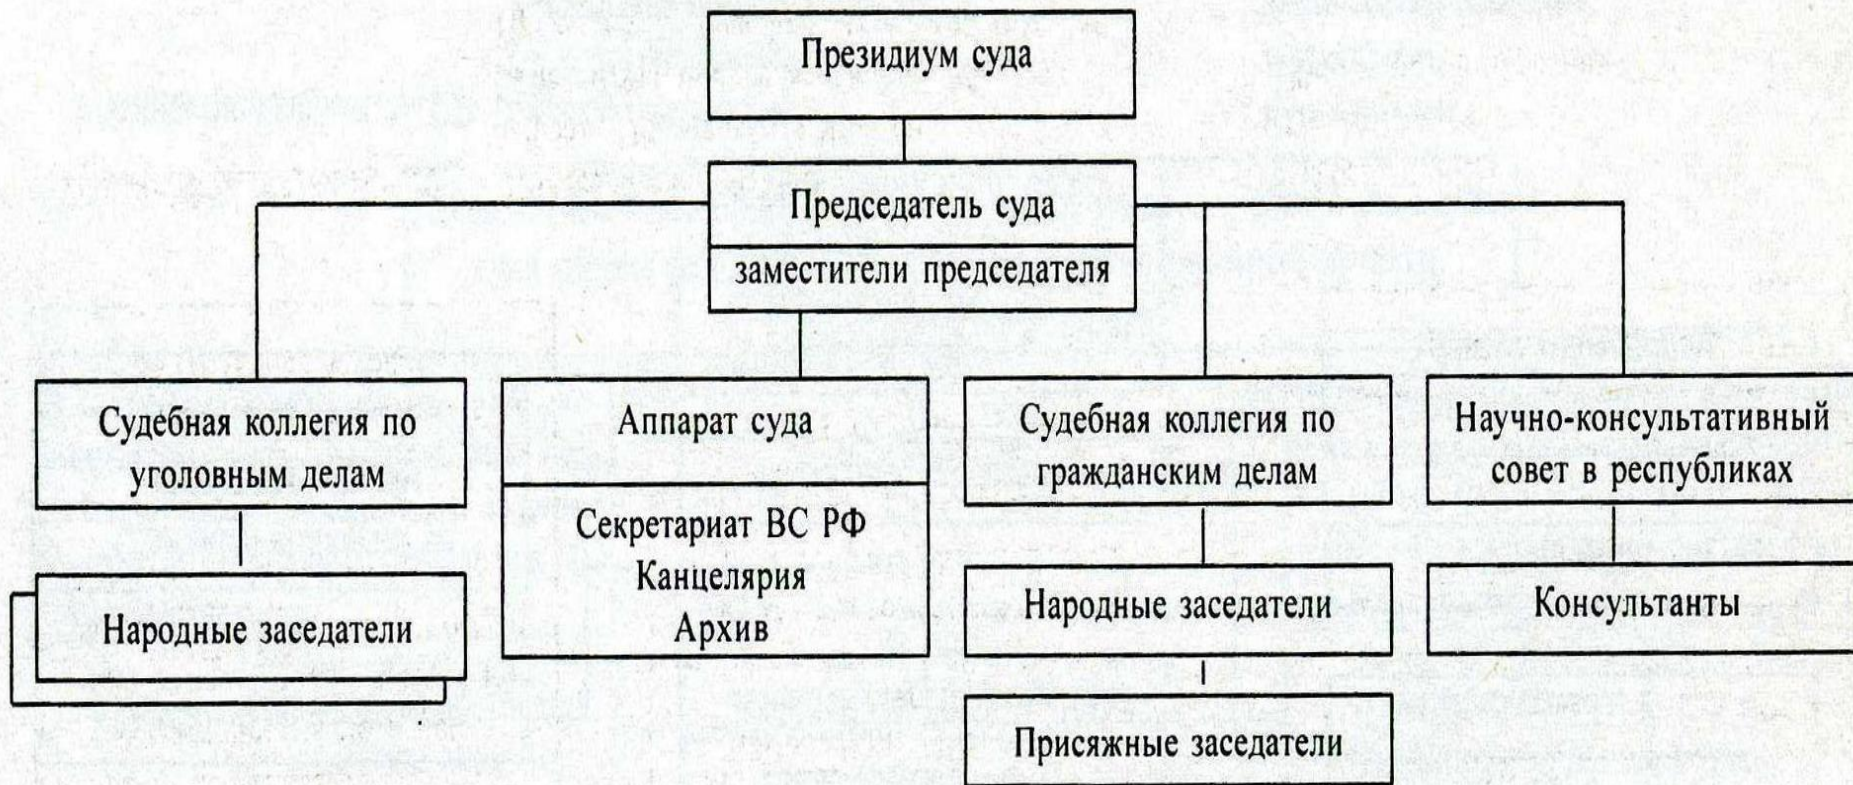 Президиум суда
Председатель суда
заместители председателя
Судебная коллегия по
уголовным делам
Народные заседатели
Аппарат суда
Секретариат ВС РФ
Канцелярия
Архив
Судебная коллегия по
гражданским делам
Народные заседатели
Присяжные заседатели
Научно-консультативный
совет в республиках
Консультанты